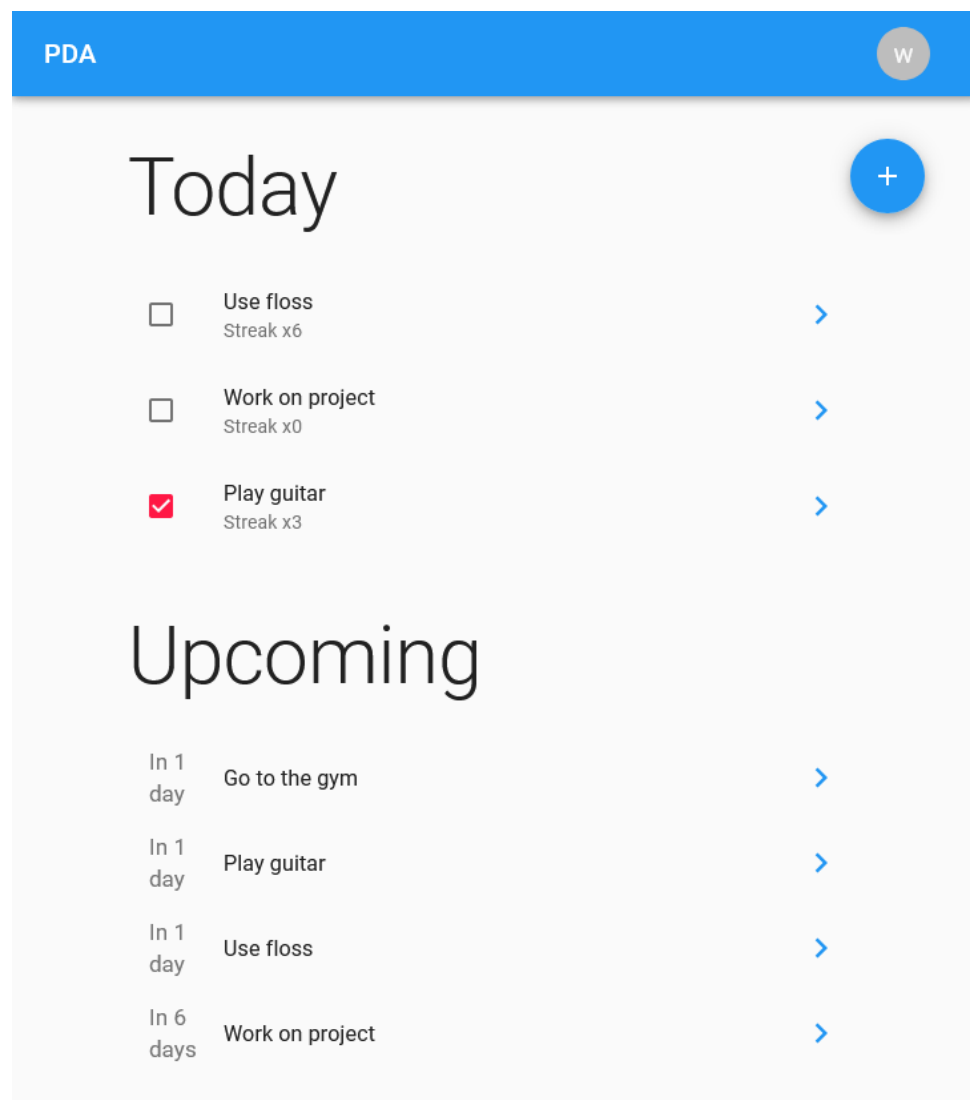 PDA
W
Today
+
Use floss
Streak x6
Work on project
Streak x0
Play guitar
Streak x3
Upcoming
In 1
day
Go to the gym
In 1
day
Play guitar
In 1
day
Use floss
In 6
days
Work on project